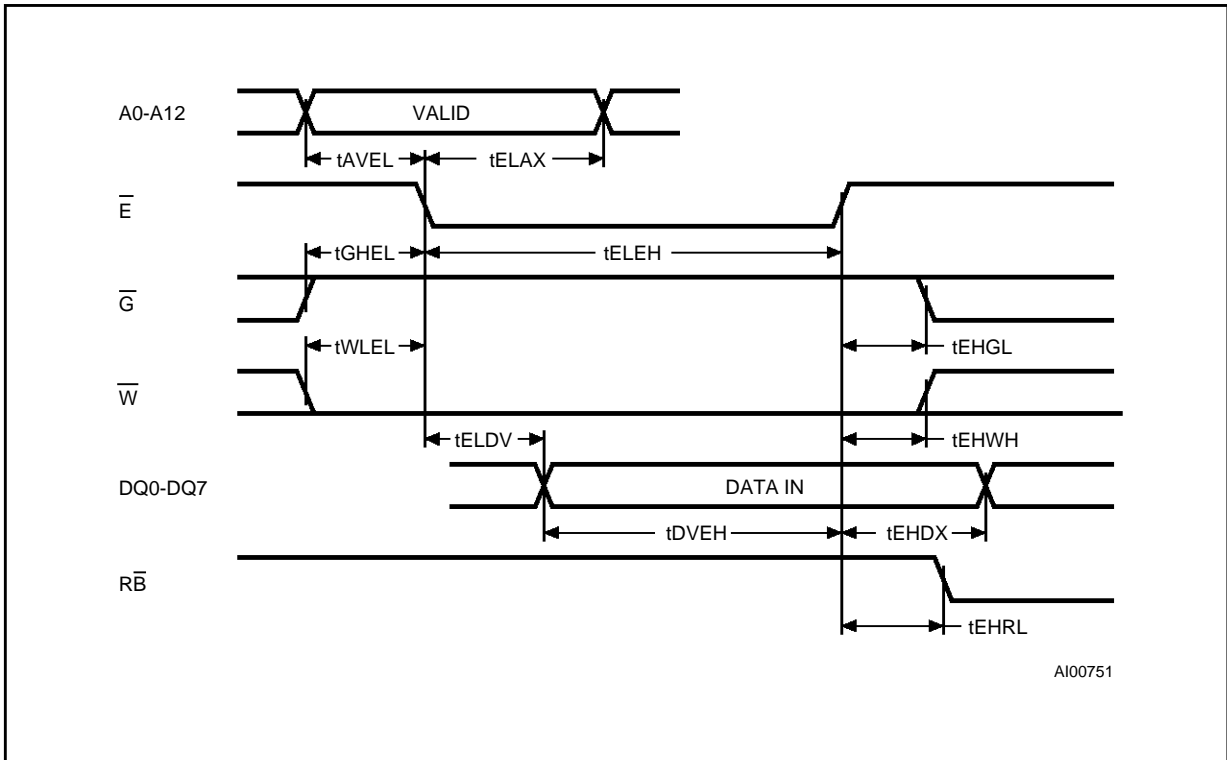 A0-A12
VALID
tAVEL
tELAX
E̅
tGHEL
tELEH
G̅
tEHGL
tWLEL
W̅
tELDV
tEHWH
DQ0-DQ7
DATA IN
tDVEH
tEHDX
RB̅
tEHRL
AI00751